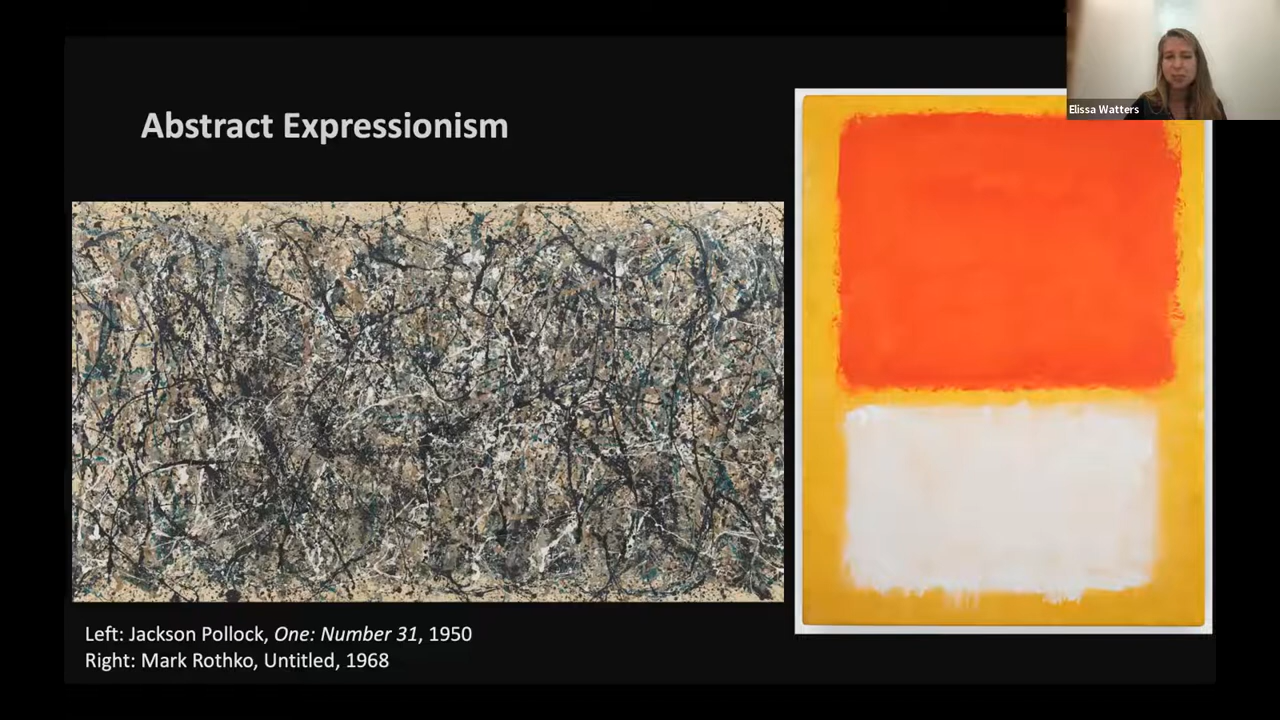 Abstract Expressionism
Elissa Watters
Left: Jackson Pollock, One: Number 31, 1950
Right: Mark Rothko, Untitled, 1968